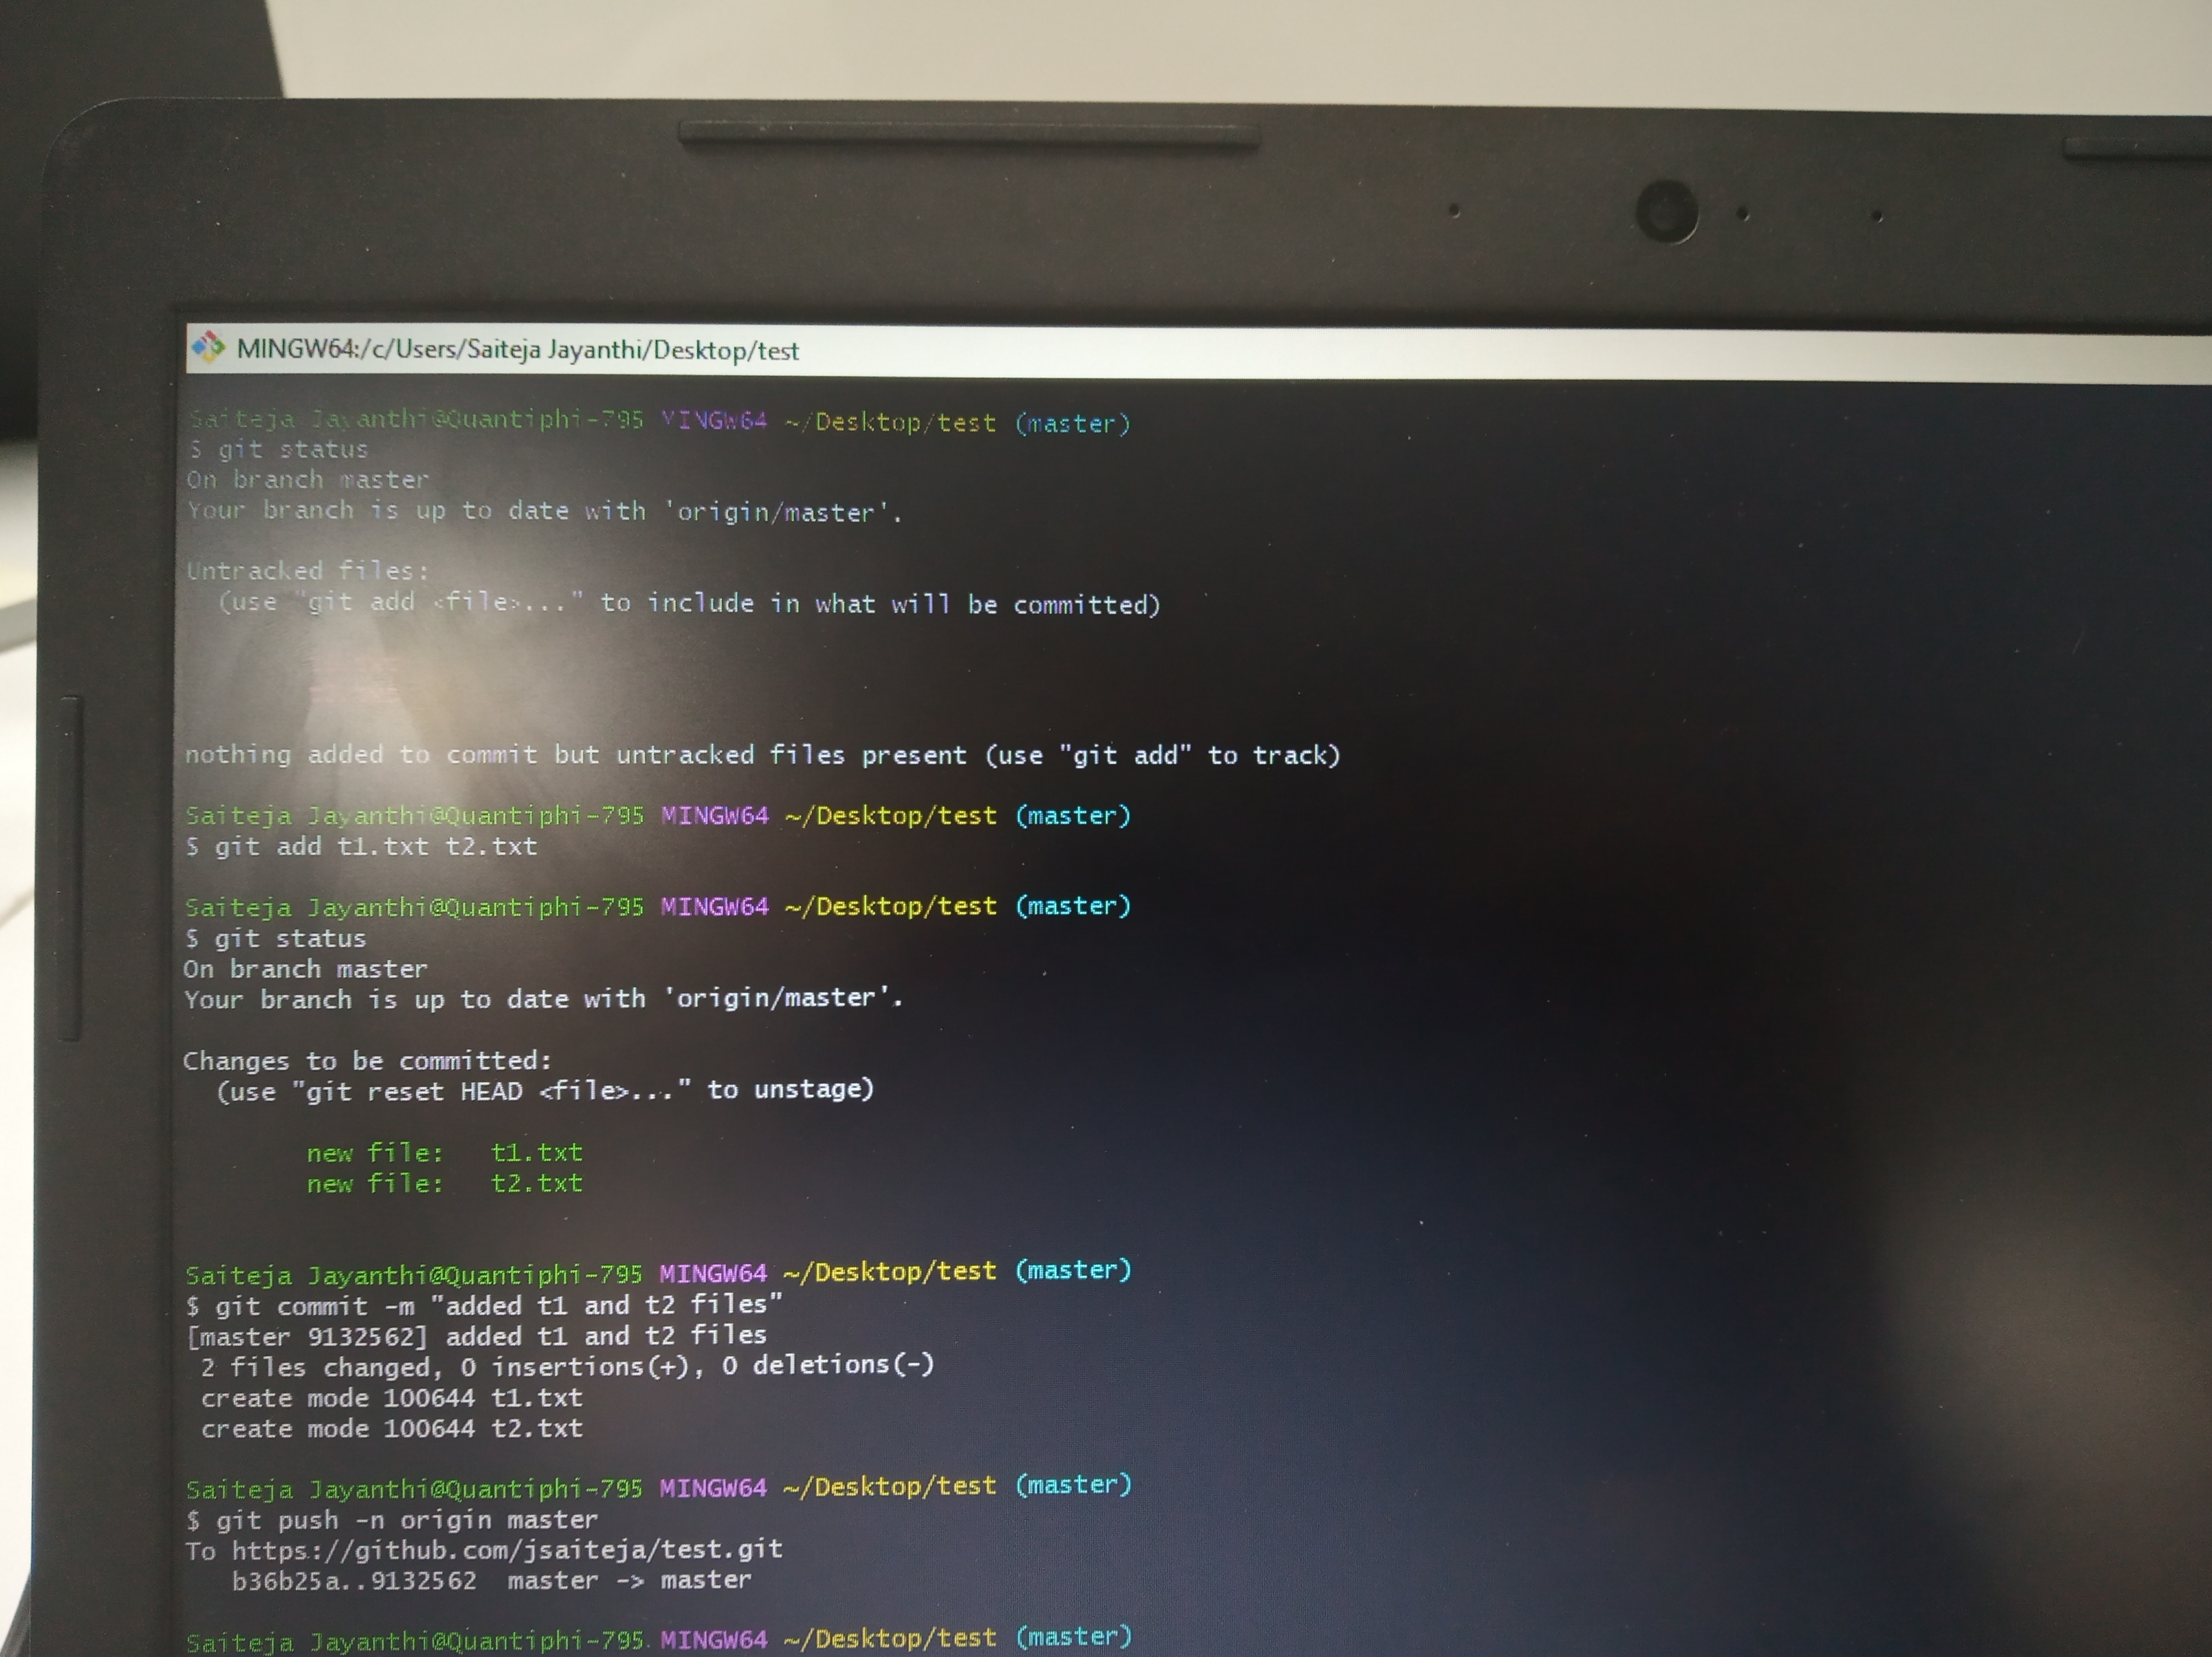 MINGW64:/c/Users/Saiteja Jayanthi/Desktop/test
Saiteja Jayanthi@Quantiphi-795 MINGW64 ~/Desktop/test (master)
$ git status
On branch master
Your branch is up to date with 'origin/master'.
Untracked files:
(use "git add <file>..." to include in what will be committed)
nothing added to commit but untracked files present (use "git add" to track)
Saiteja Jayanthi@Quantiphi-795 MINGW64 ~/Desktop/test (master)
$ git add t1.txt t2.txt
Saiteja Jayanthi@Quantiphi-795 MINGW64 ~/Desktop/test (master)
$ git status
On branch master
Your branch is up to date with 'origin/master'.
Changes to be committed:
(use "git reset HEAD <file>..." to unstage)
new file:   t1.txt
new file:   t2.txt
Saiteja Jayanthi@Quantiphi-795 MINGW64 ~/Desktop/test (master)
$ git commit -m "added t1 and t2 files"
[master 9132562] added t1 and t2 files
2 files changed, 0 insertions(+), 0 deletions(-)
create mode 100644 t1.txt
create mode 100644 t2.txt
Saiteja Jayanthi@Quantiphi-795 MINGW64 ~/Desktop/test (master)
$ git push -n origin master
To https://github.com/jsaiteja/test.git
b36b25a..9132562  master -> master
Saiteja Jayanthi@Quantiphi-795 MINGW64 ~/Desktop/test (master)